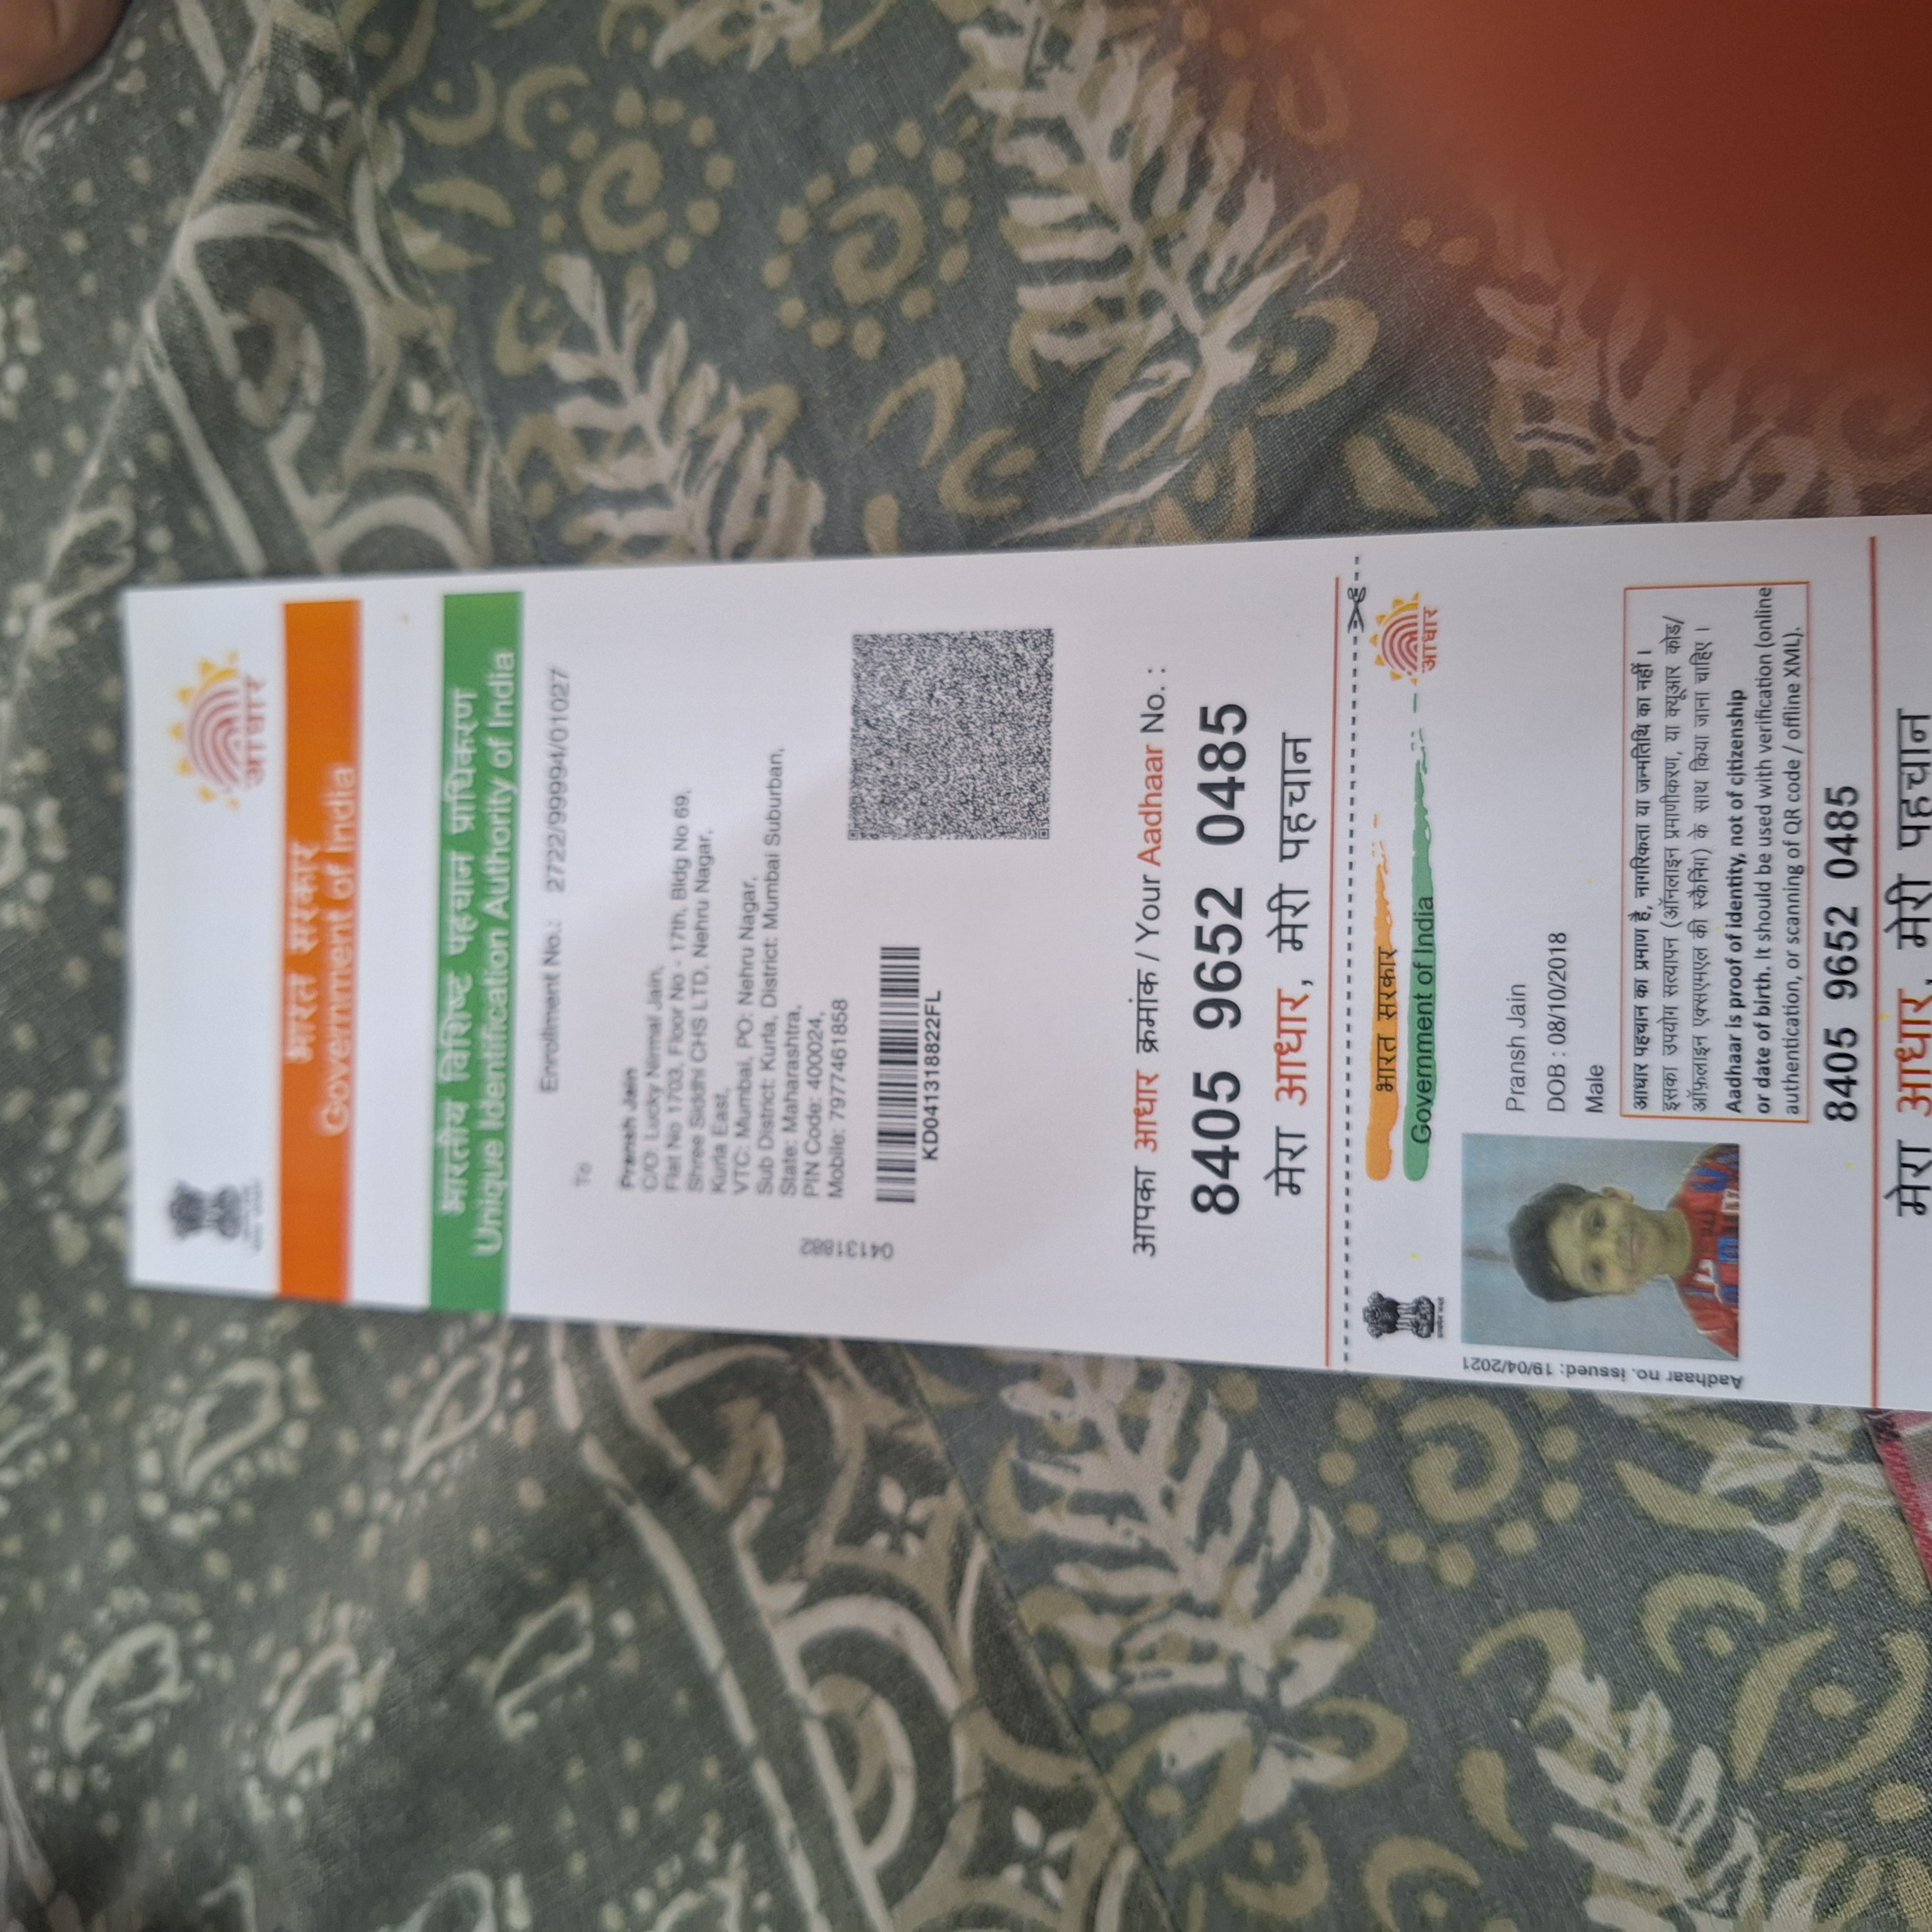 आधार
भारत सरकार
Government of India
भारतीय विशिष्ट पहचान प्राधिकरण
Unique Identification Authority of India
Enrollment No.: 2722/99994/01027
To
Pransh Jain
C/O: Lucky Nirmal Jain,
Flat No 1703, Floor No - 17th, Bldg No 69,
Shree Siddhi CHS LTD, Nehru Nagar,
Kurla East,
VTC: Mumbai, PO: Nehru Nagar,
Sub District: Kurla, District: Mumbai Suburban,
State: Maharashtra,
PIN Code: 400024,
Mobile: 7977461858
04131882
KD041318822FL
आपका आधार क्रमांक / Your Aadhaar No. :
8405 9652 0485
मेरा आधार, मेरी पहचान
भारत सरकार
Government of India
आधार
Aadhaar no. issued: 19/04/2021
Pransh Jain
DOB : 08/10/2018
Male
आधार पहचान का प्रमाण है, नागरिकता या जन्मतिथि का नहीं ।
इसका उपयोग सत्यापन (ऑनलाइन प्रमाणीकरण, या क्यूआर कोड/
ऑफ़लाइन एक्सएमएल की स्कैनिंग) के साथ किया जाना चाहिए ।
Aadhaar is proof of identity, not of citizenship
or date of birth. It should be used with verification (online
authentication, or scanning of QR code / offline XML).
8405 9652 0485
मेरा आधार, मेरी पहचान